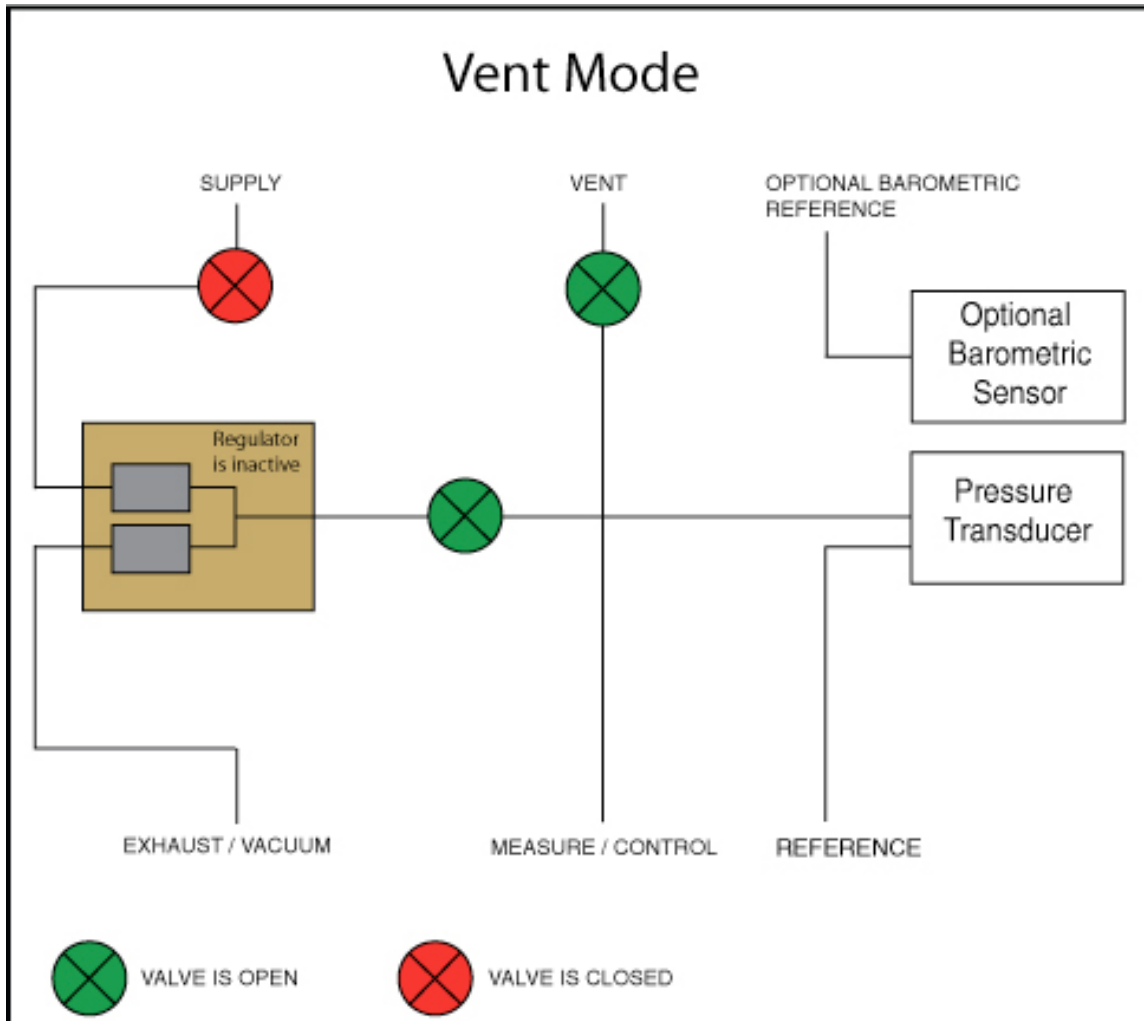 Vent Mode
SUPPLY
VENT
OPTIONAL BAROMETRIC
REFERENCE
Optional
Barometric
Sensor
Regulator
is inactive
Pressure
Transducer
EXHAUST / VACUUM
MEASURE / CONTROL
REFERENCE
VALVE IS OPEN
VALVE IS CLOSED